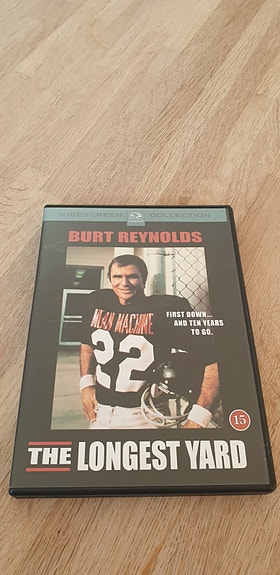 WIDESCREEN COLLECTION
BURT REYNOLDS
FIRST DOWN...
AND TEN YEARS
TO GO.
MEAN MACHINE
22
15
THE LONGEST YARD